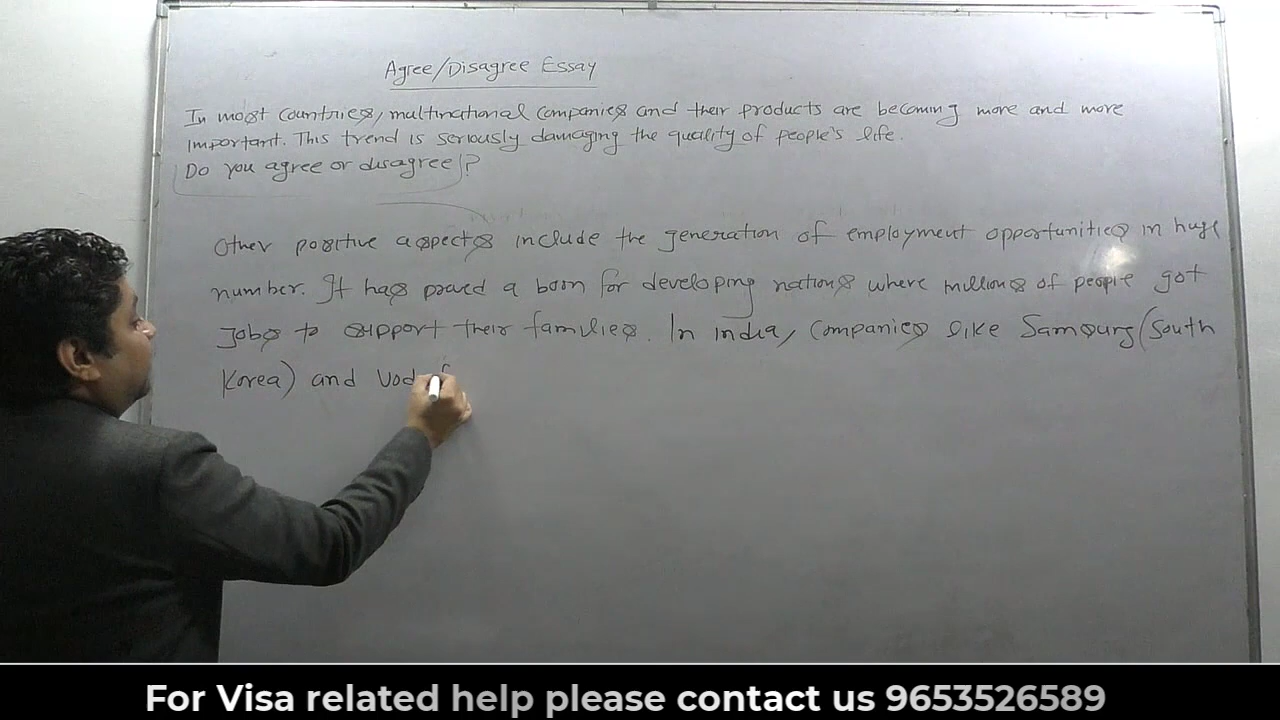 Agree/Disagree Essay
In most countries, multinational companies and their products are becoming more and more
important. This trend is seriously damaging the quality of people's life.
Do you agree or disagree?
Other positive aspects include the generation of employment opportunities in huge
number. It has proved a boon for developing nations where millions of people got
jobs to support their families. In india, companies like Samsung (South
Korea) and Vod
For Visa related help please contact us 9653526589